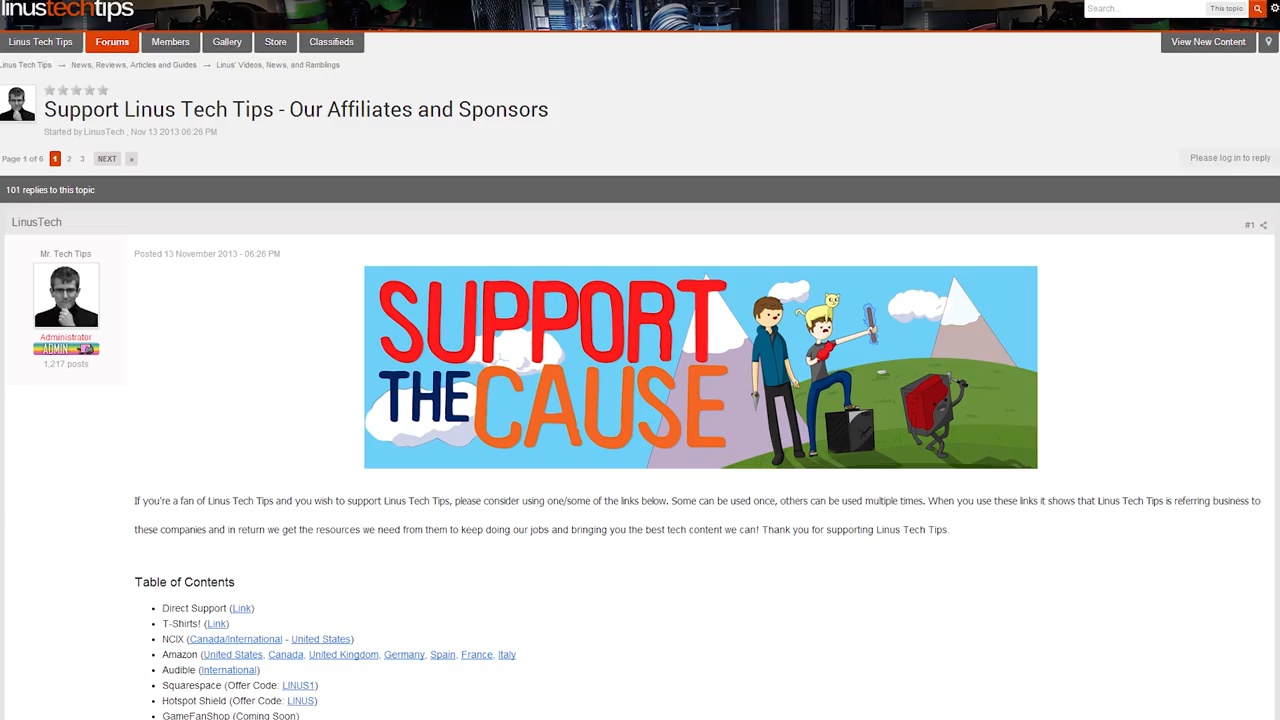 linustechtips
Search... This topic
Linus Tech Tips Forums Members Gallery Store Classifieds View New Content
Linus Tech Tips → News, Reviews, Articles and Guides → Linus' Videos, News, and Ramblings
Support Linus Tech Tips - Our Affiliates and Sponsors
Started by LinusTech , Nov 13 2013 06:26 PM
Page 1 of 6 1 2 3 NEXT » Please log in to reply
101 replies to this topic
LinusTech #1
Mr. Tech Tips Posted 13 November 2013 - 06:26 PM
SUPPORT
THE CAUSE
Administrator
ADMIN
1,217 posts
If you're a fan of Linus Tech Tips and you wish to support Linus Tech Tips, please consider using one/some of the links below. Some can be used once, others can be used multiple times. When you use these links it shows that Linus Tech Tips is referring business to
these companies and in return we get the resources we need from them to keep doing our jobs and bringing you the best tech content we can! Thank you for supporting Linus Tech Tips.
Table of Contents
• Direct Support (Link)
• T-Shirts! (Link)
• NCIX (Canada/International - United States)
• Amazon (United States, Canada, United Kingdom, Germany, Spain, France, Italy
• Audible (International)
• Squarespace (Offer Code: LINUS1)
• Hotspot Shield (Offer Code: LINUS)
• GameFanShop (Coming Soon)